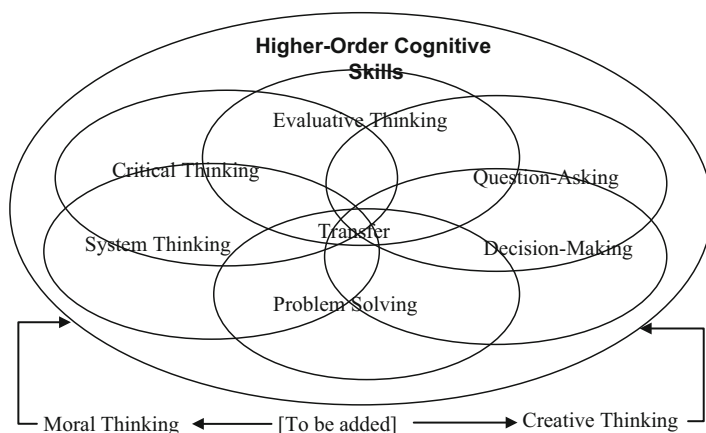 Higher-Order Cognitive
Skills
Evaluative Thinking
Critical Thinking
Question-Asking
Transfer
System Thinking
Decision-Making
Problem Solving
Moral Thinking
[To be added]
Creative Thinking